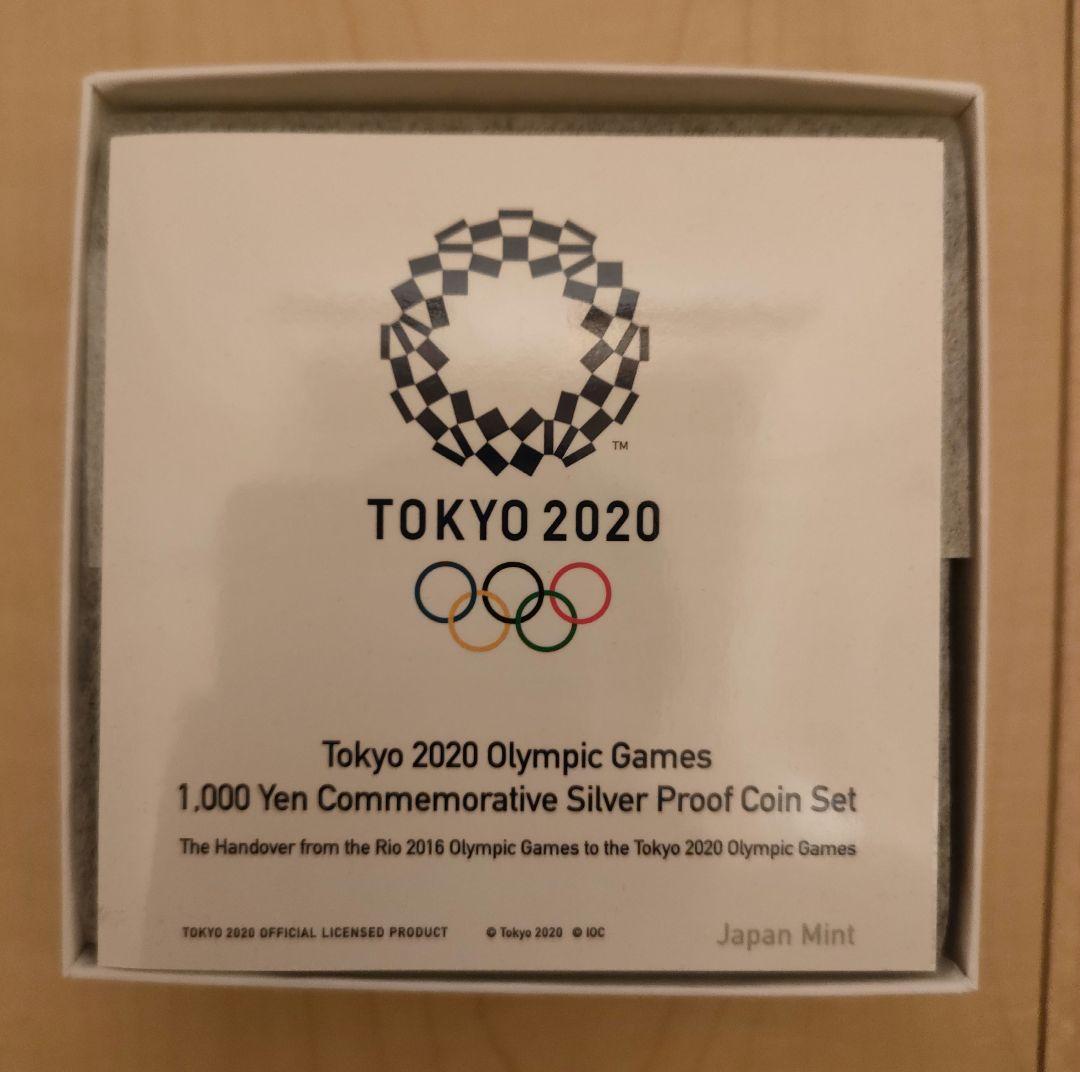 TM
TOKYO 2020
Tokyo 2020 Olympic Games
1,000 Yen Commemorative Silver Proof Coin Set
The Handover from the Rio 2016 Olympic Games to the Tokyo 2020 Olympic Games
TOKYO 2020 OFFICIAL LICENSED PRODUCT © Tokyo 2020 © IOC Japan Mint